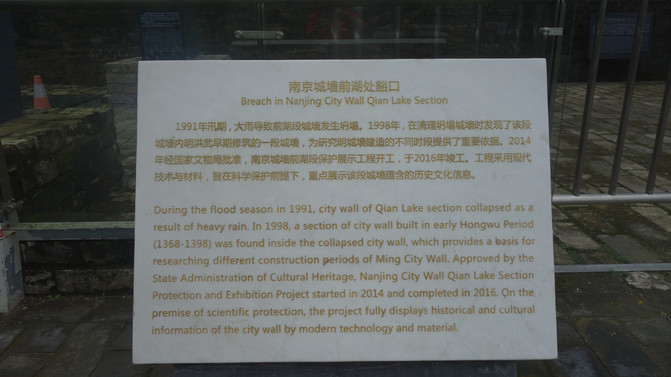 南京城墙前湖处豁口
Breach in Nanjing City Wall Qian Lake Section
1991年汛期，大雨导致前湖段城墙发生坍塌。1998年，在清理坍塌城墙时发现了该段
城墙内明洪武早期修筑的一段城墙，为研究明城墙建造的不同时段提供了重要依据。2014
年经国家文物局批准，南京城墙前湖段保护展示工程开工，于2016年竣工。工程采用现代
技术与材料，旨在科学保护前提下，重点展示该段城墙蕴含的历史文化信息。
During the flood season in 1991, city wall of Qian Lake section collapsed as a
result of heavy rain. In 1998, a section of city wall built in early Hongwu Period
(1368-1398) was found inside the collapsed city wall, which provides a basis for
researching different construction periods of Ming City Wall. Approved by the
State Administration of Cultural Heritage, Nanjing City Wall Qian Lake Section
Protection and Exhibition Project started in 2014 and completed in 2016. On the
premise of scientific protection, the project fully displays historical and cultural
information of the city wall by modern technology and material.